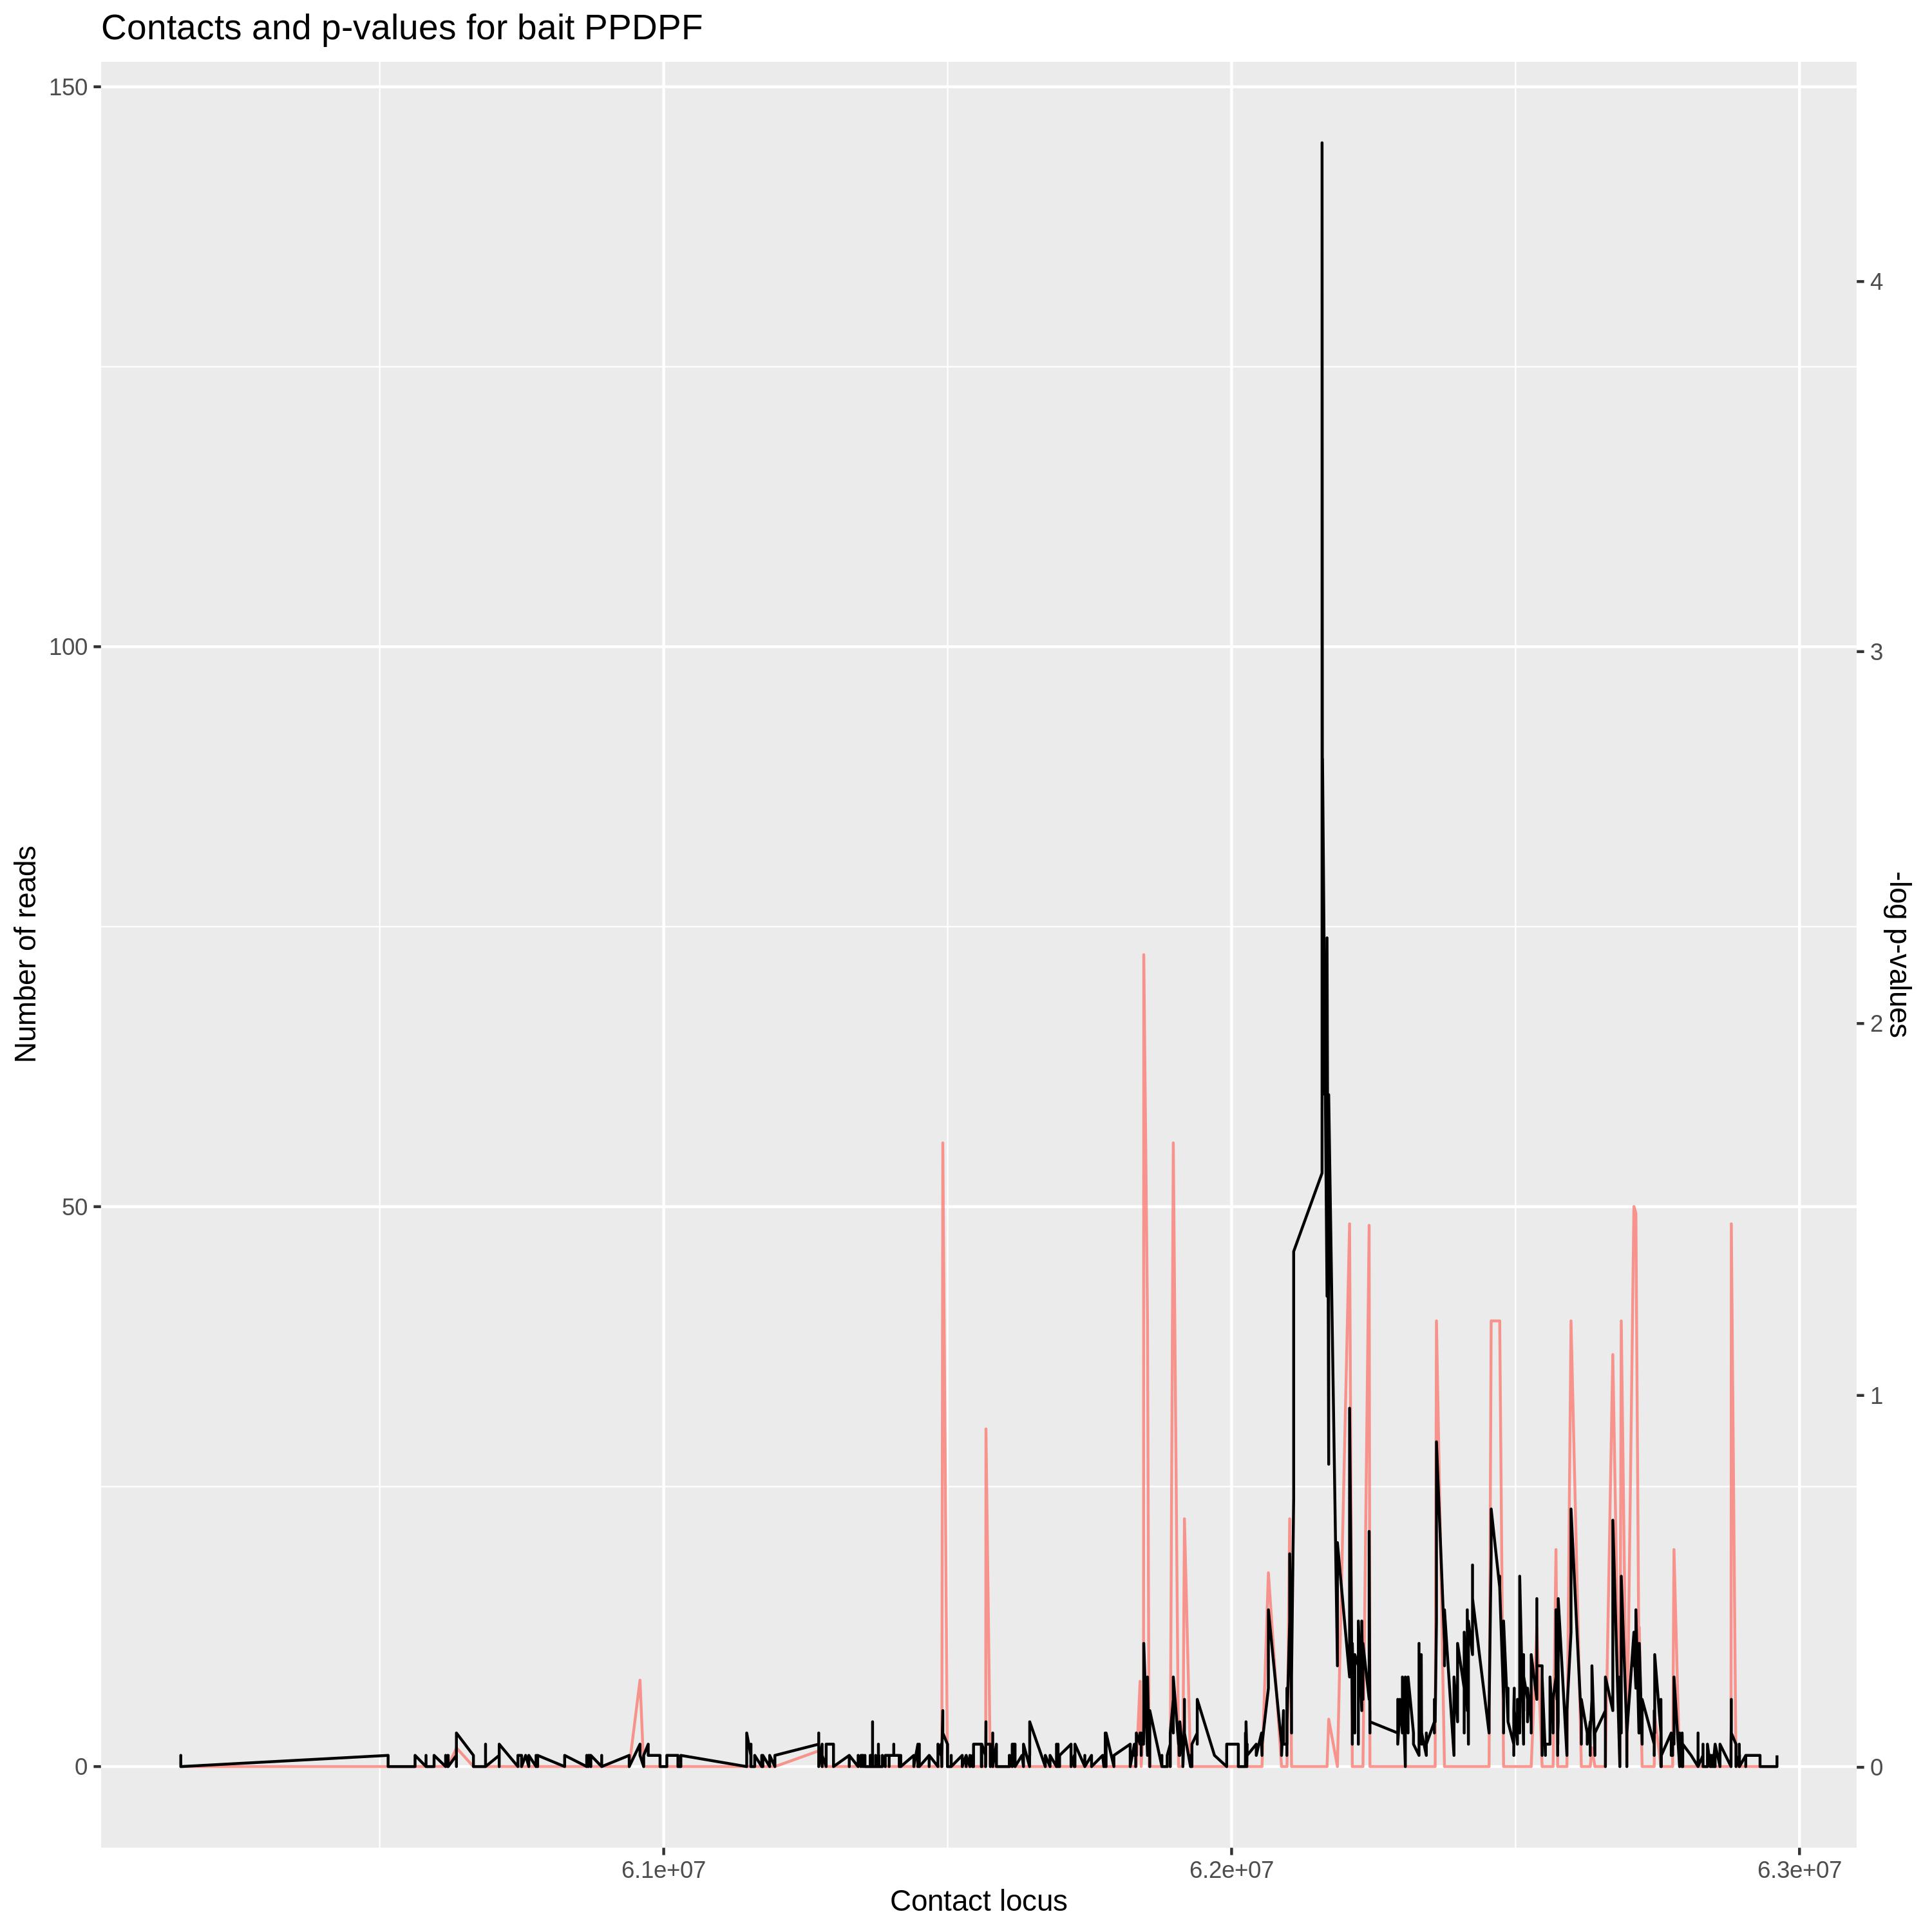 Contacts and p-values for bait PPDPF
150
100
50
0
Number of reads
4
3
2
1
0
-log p-values
6.1e+07
6.2e+07
6.3e+07
Contact locus